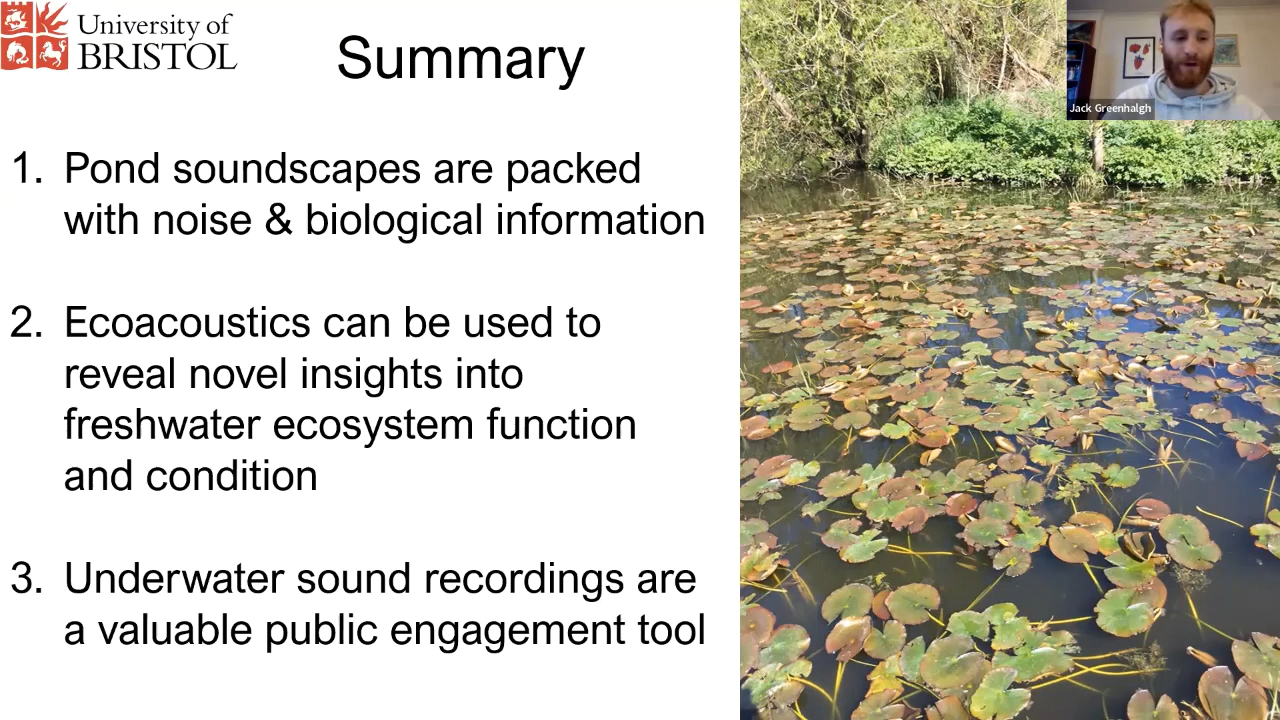 University of
BRISTOL
Summary
Jack Greenhalgh
1. Pond soundscapes are packed
with noise & biological information
2. Ecoacoustics can be used to
reveal novel insights into
freshwater ecosystem function
and condition
3. Underwater sound recordings are
a valuable public engagement tool